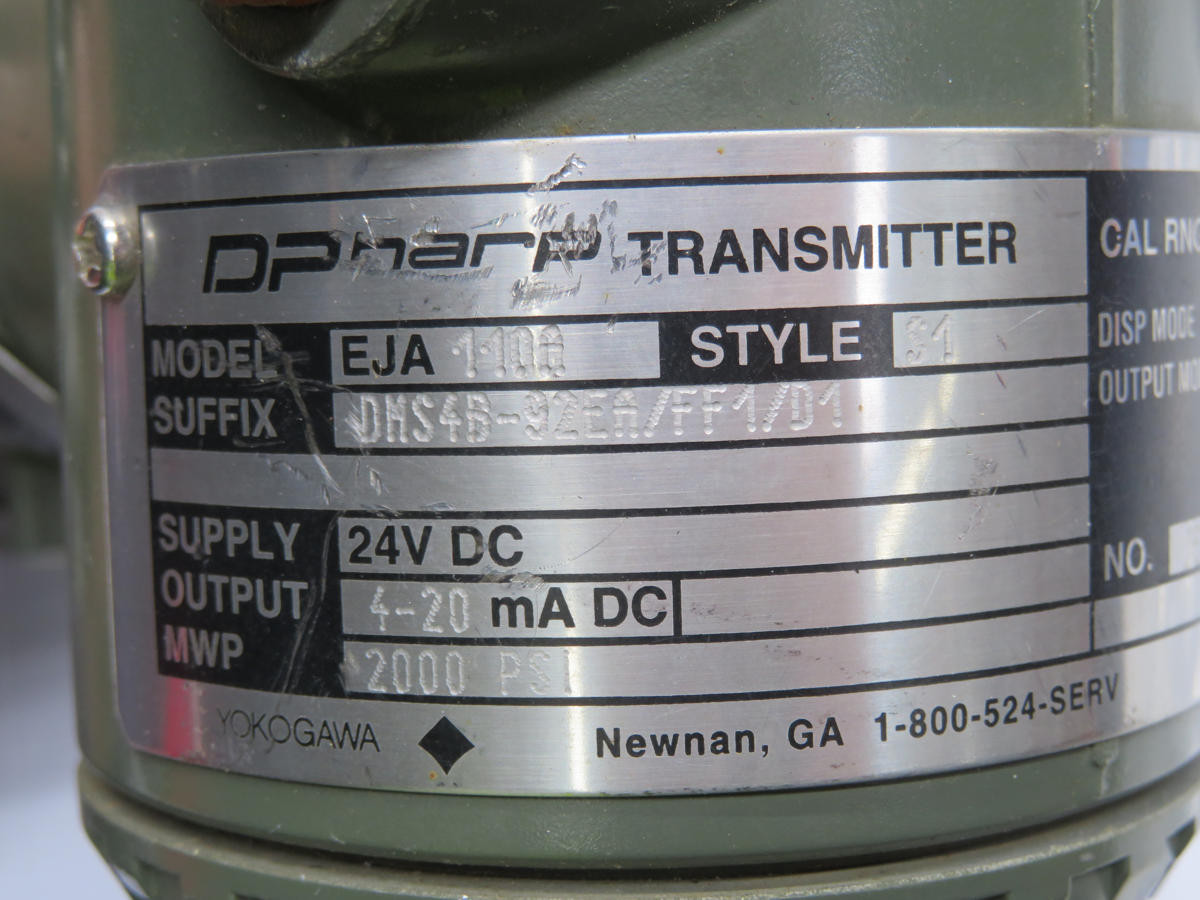 DPharp TRANSMITTER
MODEL EJA 110A STYLE S1
SUFFIX DMS4B-92EA/FF1/D1
SUPPLY 24V DC
OUTPUT 4-20 mA DC
MWP 2000 PSI
YOKOGAWA Newnan, GA 1-800-524-SERV
CAL RNG
DISP MODE
OUTPUT
NO.